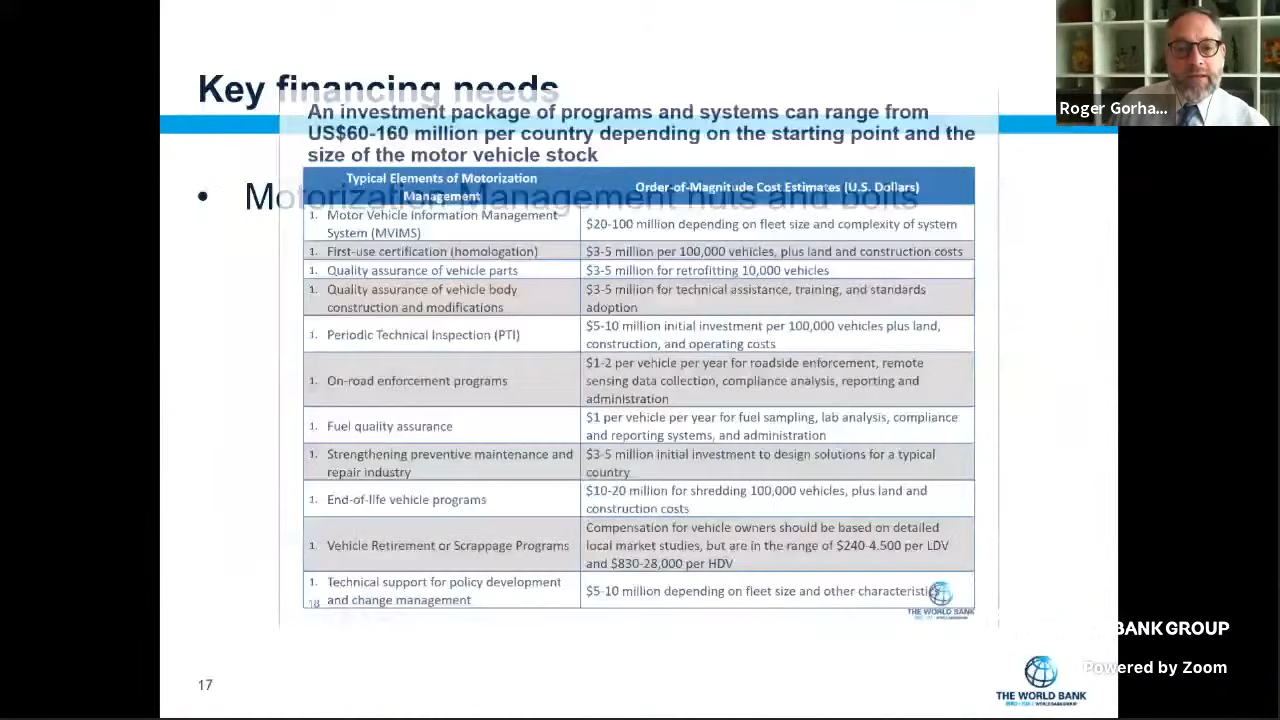 Key financing needs
Roger Gorha...
An investment package of programs and systems can range from
US$60-160 million per country depending on the starting point and the
size of the motor vehicle stock
• Motorization Management nuts and bolts
Typical Elements of Motorization
Management
Order-of-Magnitude Cost Estimates (U.S. Dollars)
1. Motor Vehicle Information Management
System (MVIMS)
$20-100 million depending on fleet size and complexity of system
1. First-use certification (homologation)
$3-5 million per 100,000 vehicles, plus land and construction costs
1. Quality assurance of vehicle parts
$3-5 million for retrofitting 10,000 vehicles
1. Quality assurance of vehicle body
construction and modifications
$3-5 million for technical assistance, training, and standards
adoption
1. Periodic Technical Inspection (PTI)
$5-10 million initial investment per 100,000 vehicles plus land,
construction, and operating costs
1. On-road enforcement programs
$1-2 per vehicle per year for roadside enforcement, remote
sensing data collection, compliance analysis, reporting and
administration
1. Fuel quality assurance
$1 per vehicle per year for fuel sampling, lab analysis, compliance
and reporting systems, and administration
1. Strengthening preventive maintenance and
repair industry
$3-5 million initial investment to design solutions for a typical
country
1. End-of-life vehicle programs
$10-20 million for shredding 100,000 vehicles, plus land and
construction costs
1. Vehicle Retirement or Scrappage Programs
Compensation for vehicle owners should be based on detailed
local market studies, but are in the range of $240-4.500 per LDV
and $830-28,000 per HDV
1. Technical support for policy development
and change management
$5-10 million depending on fleet size and other characteristics
18
THE WORLD BANK
BANK GROUP
Powered by Zoom
17
THE WORLD BANK